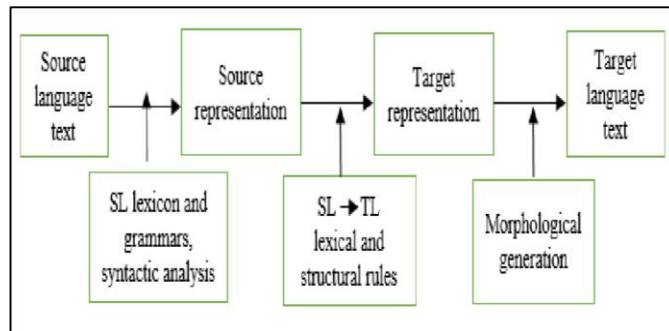 Source
language
text
Source
representation
Target
representation
Target
language
text
SL lexicon and
grammars,
syntactic analysis
SL → TL
lexical and
structural rules
Morphological
generation